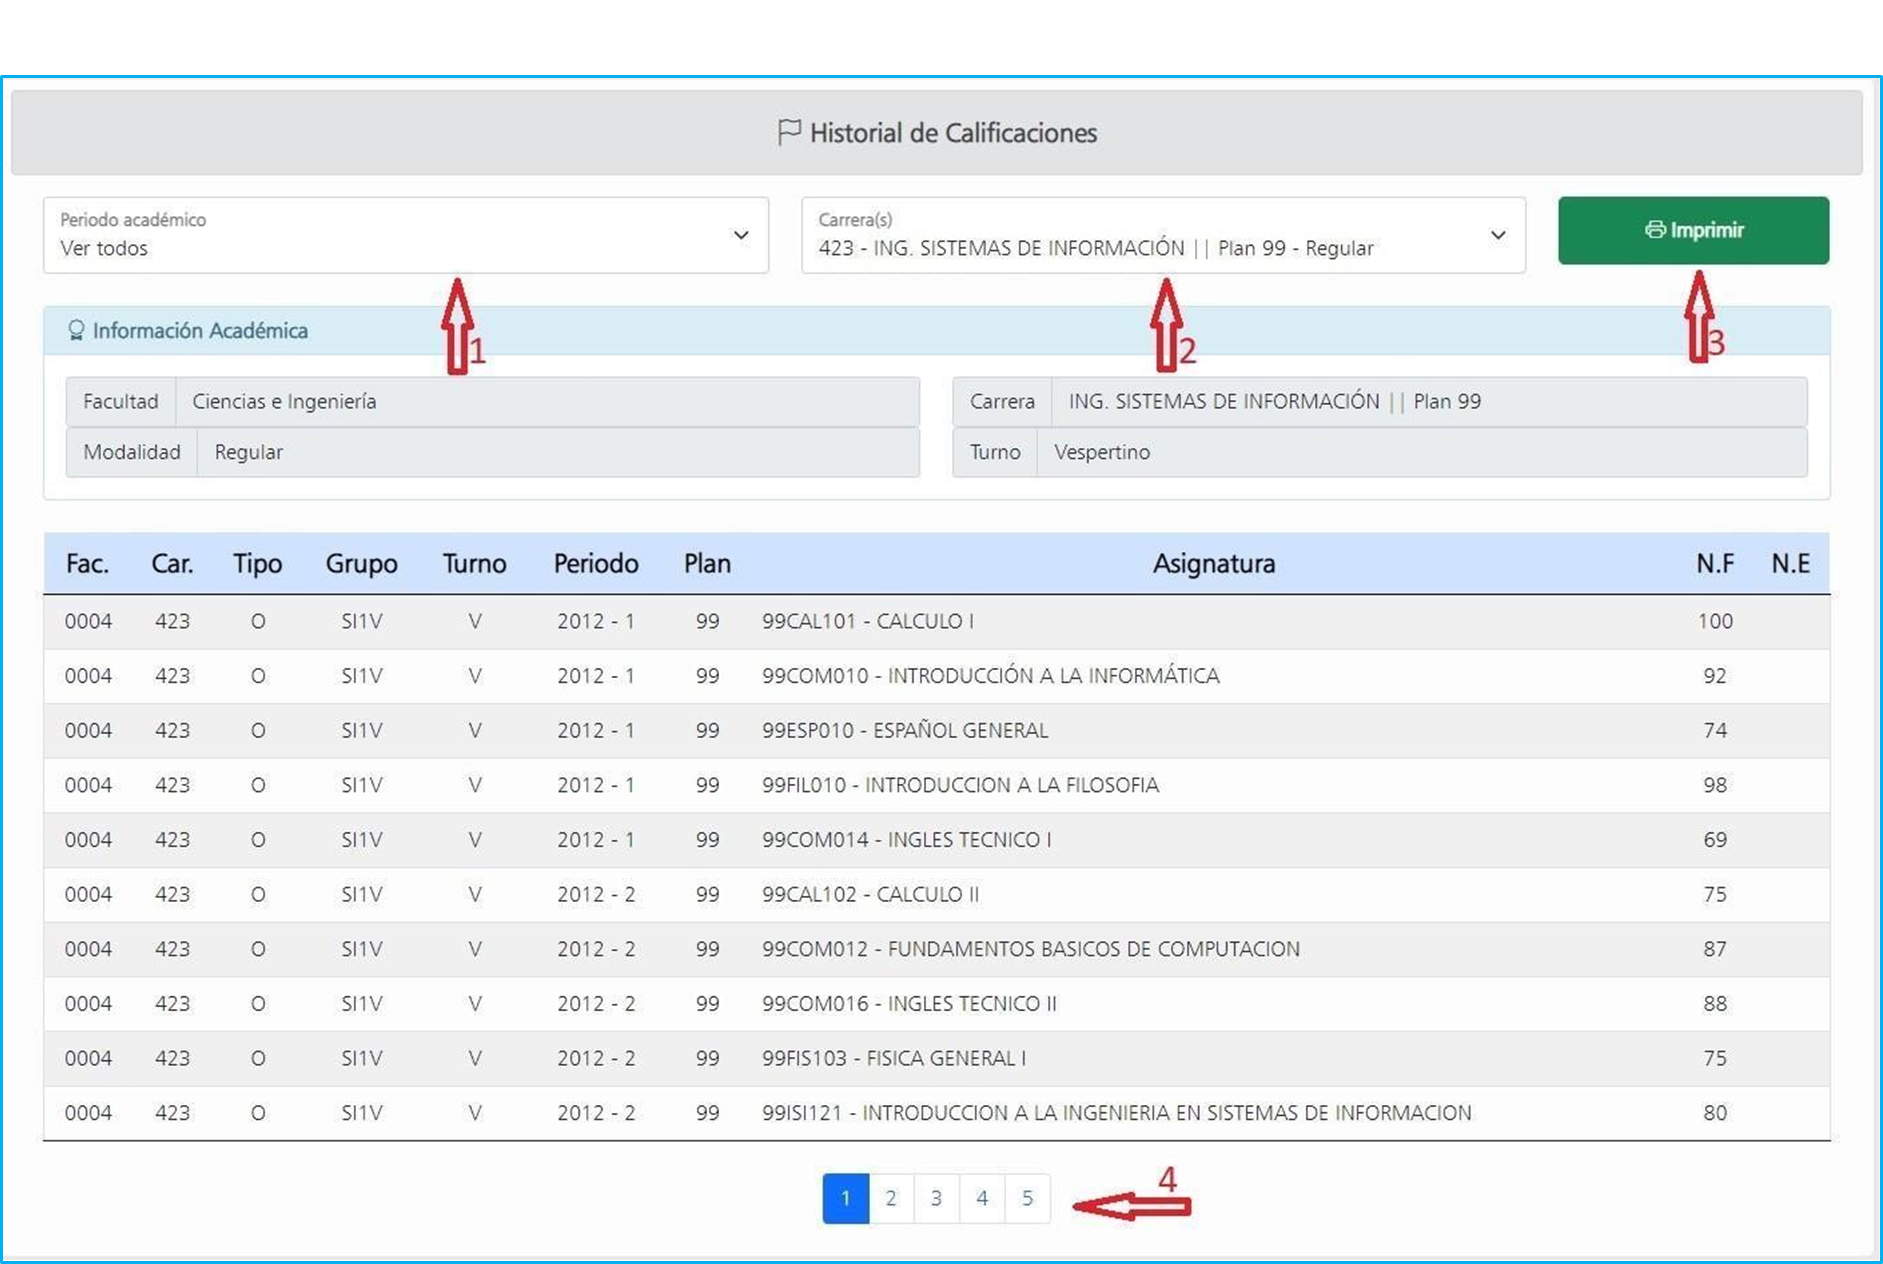 Historial de Calificaciones
Periodo académico
Ver todos
Carrera(s)
423 - ING. SISTEMAS DE INFORMACIÓN || Plan 99 - Regular
Imprimir
1
2
3
Información Académica
Facultad Ciencias e Ingeniería
Carrera ING. SISTEMAS DE INFORMACIÓN || Plan 99
Modalidad Regular
Turno Vespertino
Fac. Car. Tipo Grupo Turno Periodo Plan Asignatura N.F N.E
0004 423 O SI1V V 2012 - 1 99 99CAL101 - CALCULO I 100
0004 423 O SI1V V 2012 - 1 99 99COM010 - INTRODUCCIÓN A LA INFORMÁTICA 92
0004 423 O SI1V V 2012 - 1 99 99ESP010 - ESPAÑOL GENERAL 74
0004 423 O SI1V V 2012 - 1 99 99FIL010 - INTRODUCCION A LA FILOSOFIA 98
0004 423 O SI1V V 2012 - 1 99 99COM014 - INGLES TECNICO I 69
0004 423 O SI1V V 2012 - 2 99 99CAL102 - CALCULO II 75
0004 423 O SI1V V 2012 - 2 99 99COM012 - FUNDAMENTOS BASICOS DE COMPUTACION 87
0004 423 O SI1V V 2012 - 2 99 99COM016 - INGLES TECNICO II 88
0004 423 O SI1V V 2012 - 2 99 99FIS103 - FISICA GENERAL I 75
0004 423 O SI1V V 2012 - 2 99 99ISI121 - INTRODUCCION A LA INGENIERIA EN SISTEMAS DE INFORMACION 80
1 2 3 4 5
4